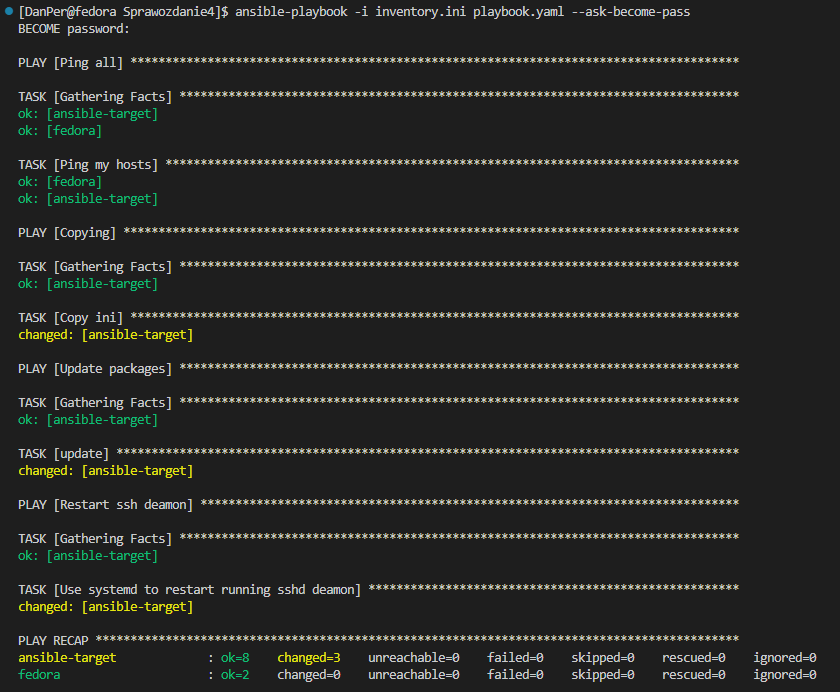 [DanPer@fedora Sprawozdanie4]$ ansible-playbook -i inventory.ini playbook.yaml --ask-become-pass
BECOME password:
PLAY [Ping all] ***************************************************************************************
TASK [Gathering Facts] ********************************************************************************
ok: [ansible-target]
ok: [fedora]
TASK [Ping my hosts] **********************************************************************************
ok: [fedora]
ok: [ansible-target]
PLAY [Copying] ****************************************************************************************
TASK [Gathering Facts] ********************************************************************************
ok: [ansible-target]
TASK [Copy ini] ***************************************************************************************
changed: [ansible-target]
PLAY [Update packages] ********************************************************************************
TASK [Gathering Facts] ********************************************************************************
ok: [ansible-target]
TASK [update] *****************************************************************************************
changed: [ansible-target]
PLAY [Restart ssh deamon] *****************************************************************************
TASK [Gathering Facts] ********************************************************************************
ok: [ansible-target]
TASK [Use systemd to restart running sshd deamon] *****************************************************
changed: [ansible-target]
PLAY RECAP ********************************************************************************************
ansible-target             : ok=8    changed=3    unreachable=0    failed=0    skipped=0    rescued=0    ignored=0
fedora                     : ok=2    changed=0    unreachable=0    failed=0    skipped=0    rescued=0    ignored=0